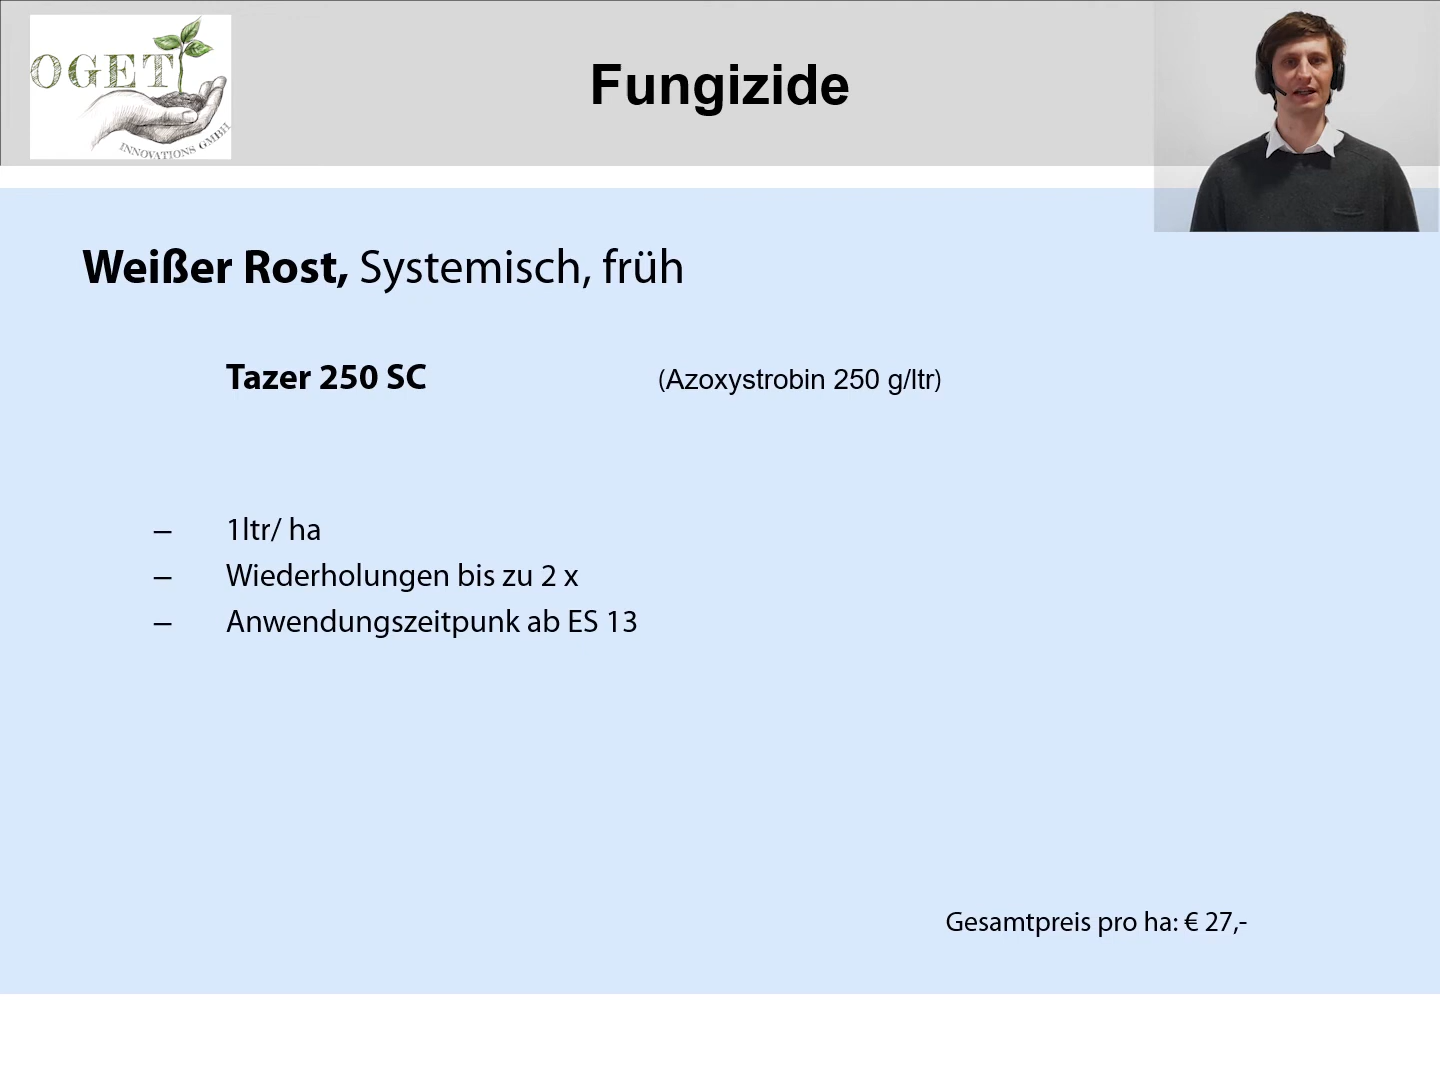 OGET
INNOVATIONS GMBH
Fungizide
Weißer Rost, Systemisch, früh
Tazer 250 SC (Azoxystrobin 250 g/ltr)
– 1ltr/ ha
– Wiederholungen bis zu 2 x
– Anwendungszeitpunk ab ES 13
Gesamtpreis pro ha: € 27,-